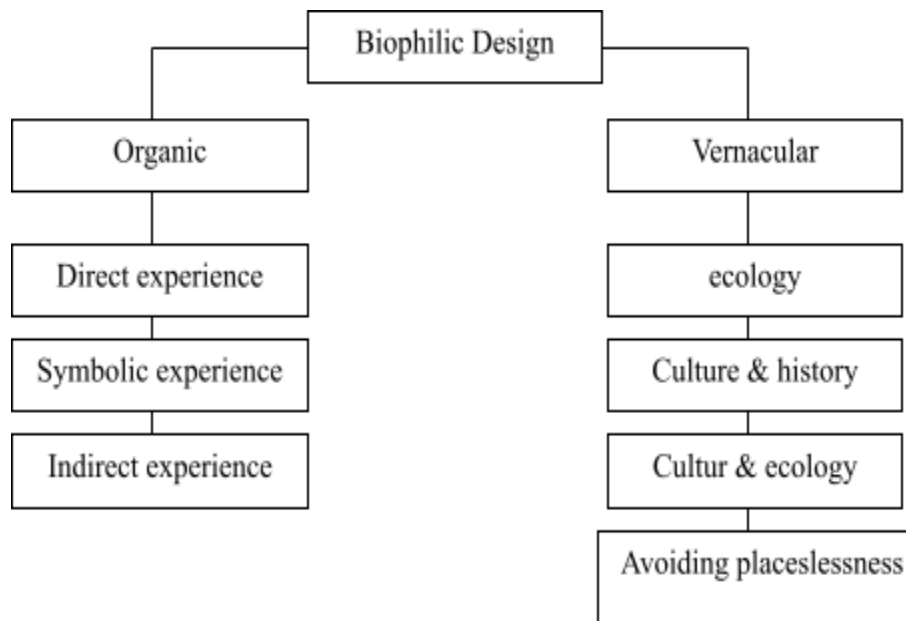 Biophilic Design
Organic
Vernacular
Direct experience
ecology
Symbolic experience
Culture & history
Indirect experience
Cultur & ecology
Avoiding placeslessness